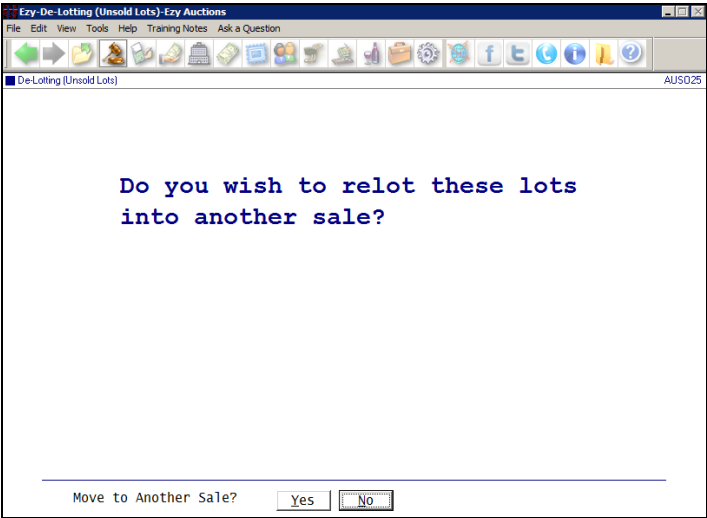 Ezy-De-Lotting (Unsold Lots)-Ezy Auctions
File Edit View Tools Help Training Notes Ask a Question
De-Lotting (Unsold Lots) AUSO25
Do you wish to relot these lots
into another sale?
Move to Another Sale? Yes No